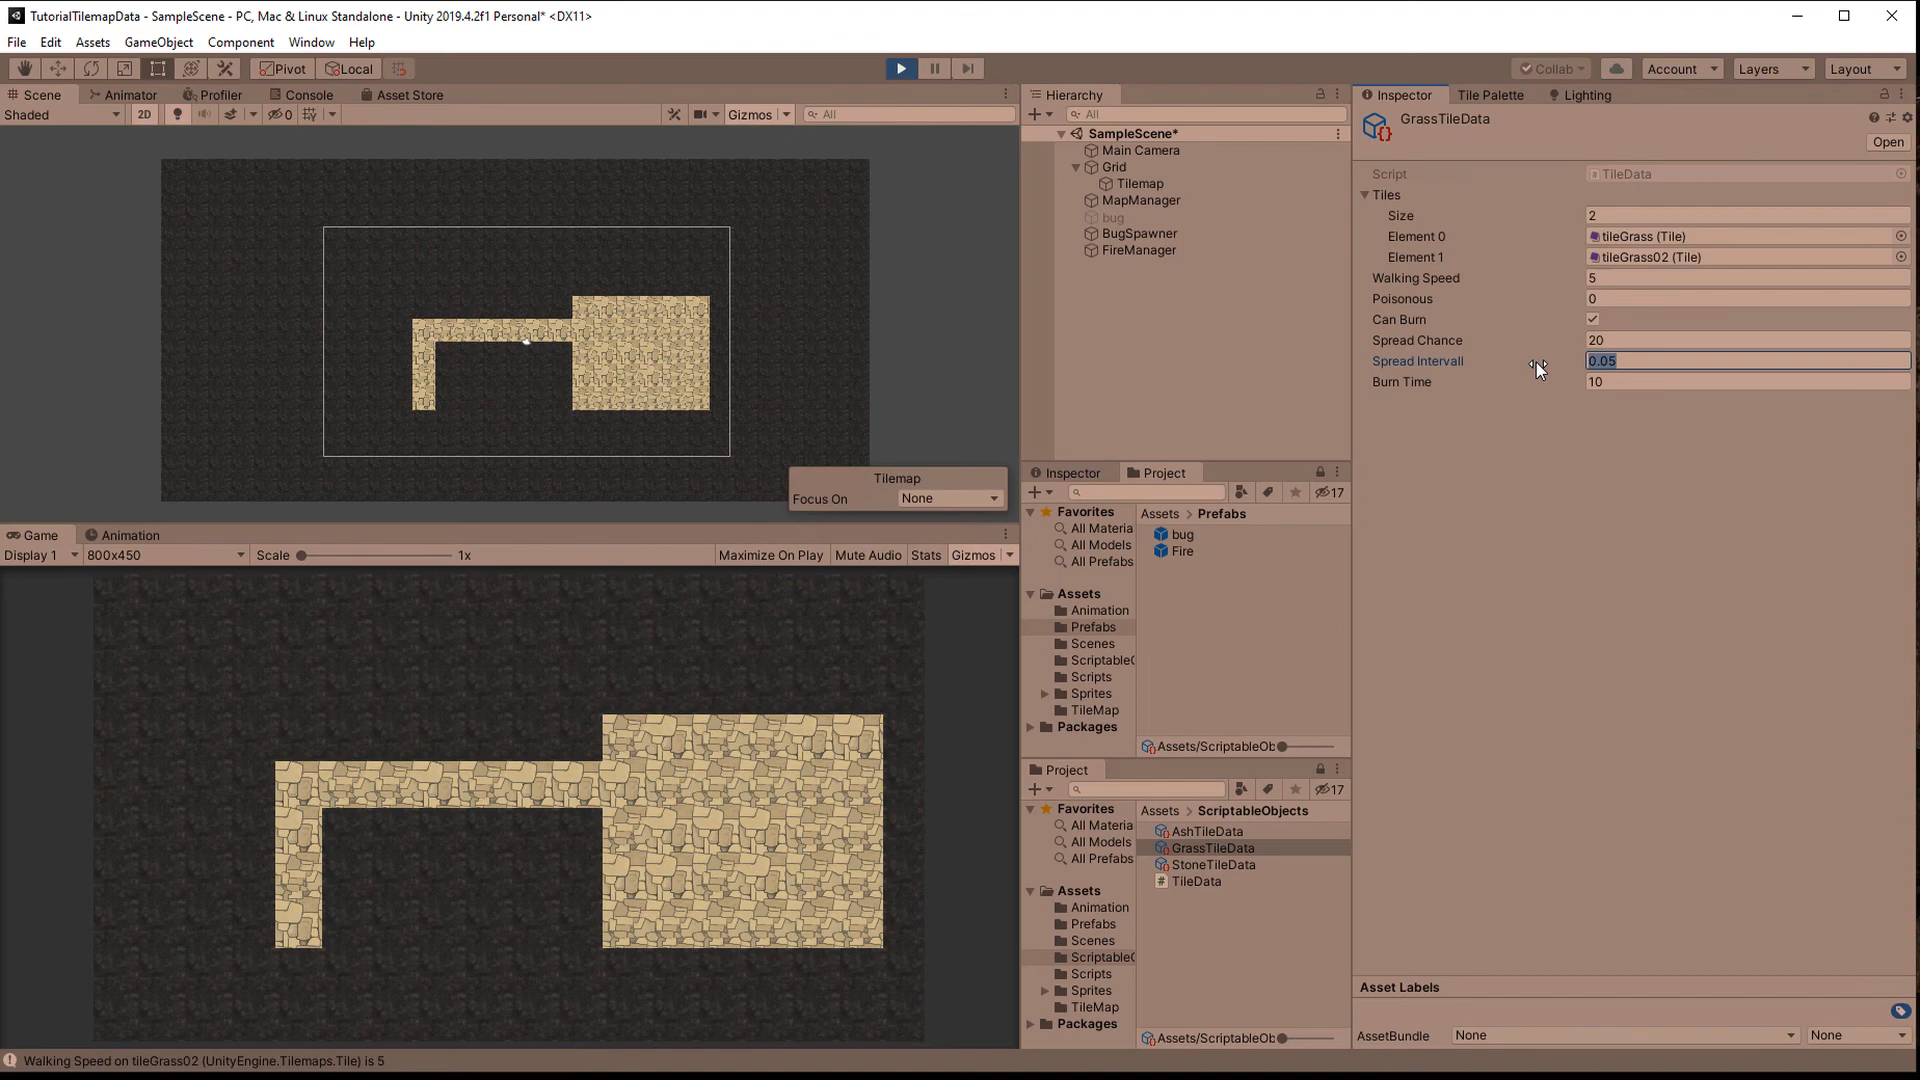 TutorialTilemapData - SampleScene - PC, Mac & Linux Standalone - Unity 2019.4.2f1 Personal* <DX11>
File Edit Assets GameObject Component Window Help
Pivot Local Collab Account Layers Layout
Scene Animator Profiler Console Asset Store
Shaded 2D 0 Gizmos All
Tilemap
Focus On None
Game Animation
Display 1 800x450 Scale 1x Maximize On Play Mute Audio Stats Gizmos
Hierarchy
All
SampleScene*
Main Camera
Grid
Tilemap
MapManager
bug
BugSpawner
FireManager
Inspector Project
17
Favorites
All Materia
All Models
All Prefabs
Assets
Animation
Prefabs
Scenes
Scriptable
Scripts
Sprites
TileMap
Packages
Assets > Prefabs
bug
Fire
Assets/ScriptableOb
Project
17
Favorites
All Materia
All Models
All Prefabs
Assets
Animation
Prefabs
Scenes
Scriptable
Scripts
Sprites
TileMap
Packages
Assets > ScriptableObjects
AshTileData
GrassTileData
StoneTileData
# TileData
Assets/ScriptableOb
Inspector Tile Palette Lighting
GrassTileData
Open
Script # TileData
Tiles
Size 2
Element 0 tileGrass (Tile)
Element 1 tileGrass02 (Tile)
Walking Speed 5
Poisonous 0
Can Burn
Spread Chance 20
Spread Intervall 0.05
Burn Time 10
Asset Labels
AssetBundle None None
Walking Speed on tileGrass02 (UnityEngine.Tilemaps.Tile) is 5